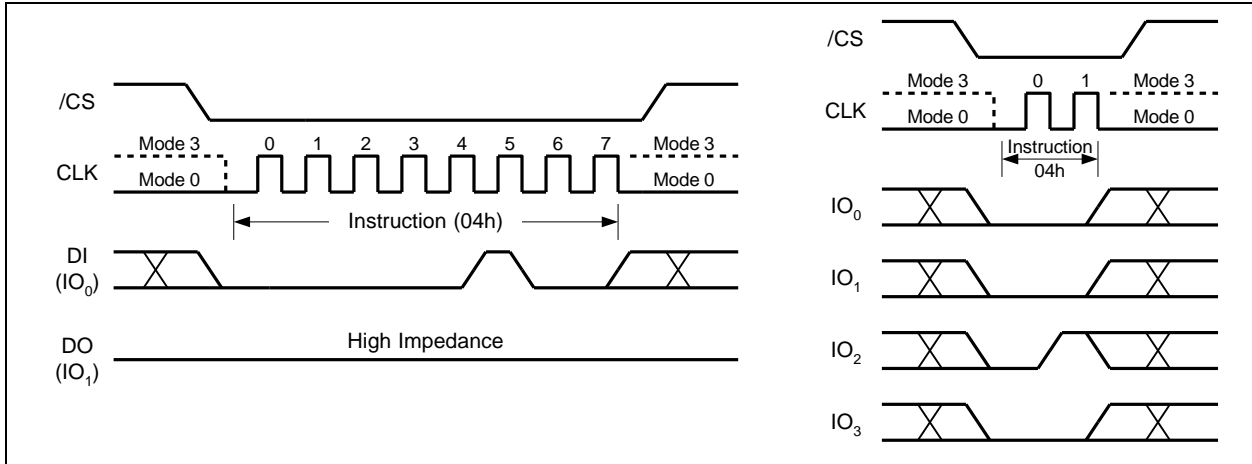 /CS
Mode 3 0 1 2 3 4 5 6 7 Mode 3
CLK
Mode 0 Mode 0
Instruction (04h)
DI
(IO0)
High Impedance
DO
(IO1)
/CS
Mode 3 0 1 Mode 3
CLK
Mode 0 Mode 0
Instruction
04h
IO0
IO1
IO2
IO3